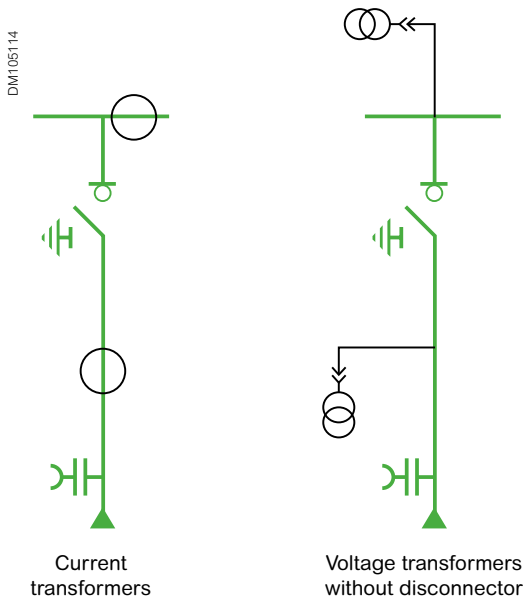 DM105114
Current
transformers
Voltage transformers
without disconnector